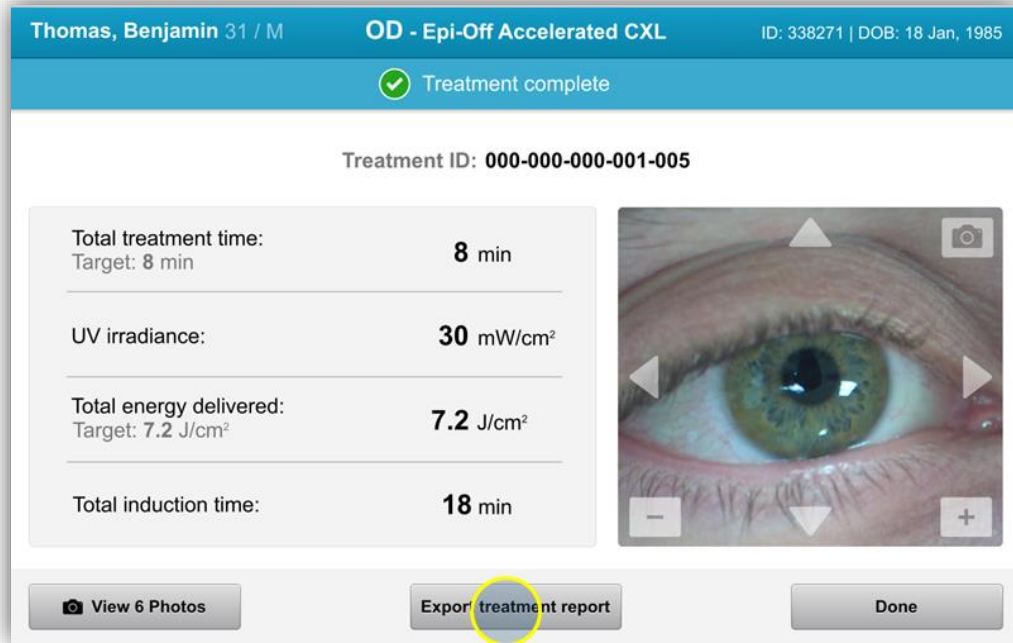 Thomas, Benjamin 31 / M OD - Epi-Off Accelerated CXL ID: 338271 | DOB: 18 Jan, 1985
Treatment complete
Treatment ID: 000-000-000-001-005
Total treatment time: 8 min
Target: 8 min
UV irradiance: 30 mW/cm²
Total energy delivered: 7.2 J/cm²
Target: 7.2 J/cm²
Total induction time: 18 min
View 6 Photos Export treatment report Done